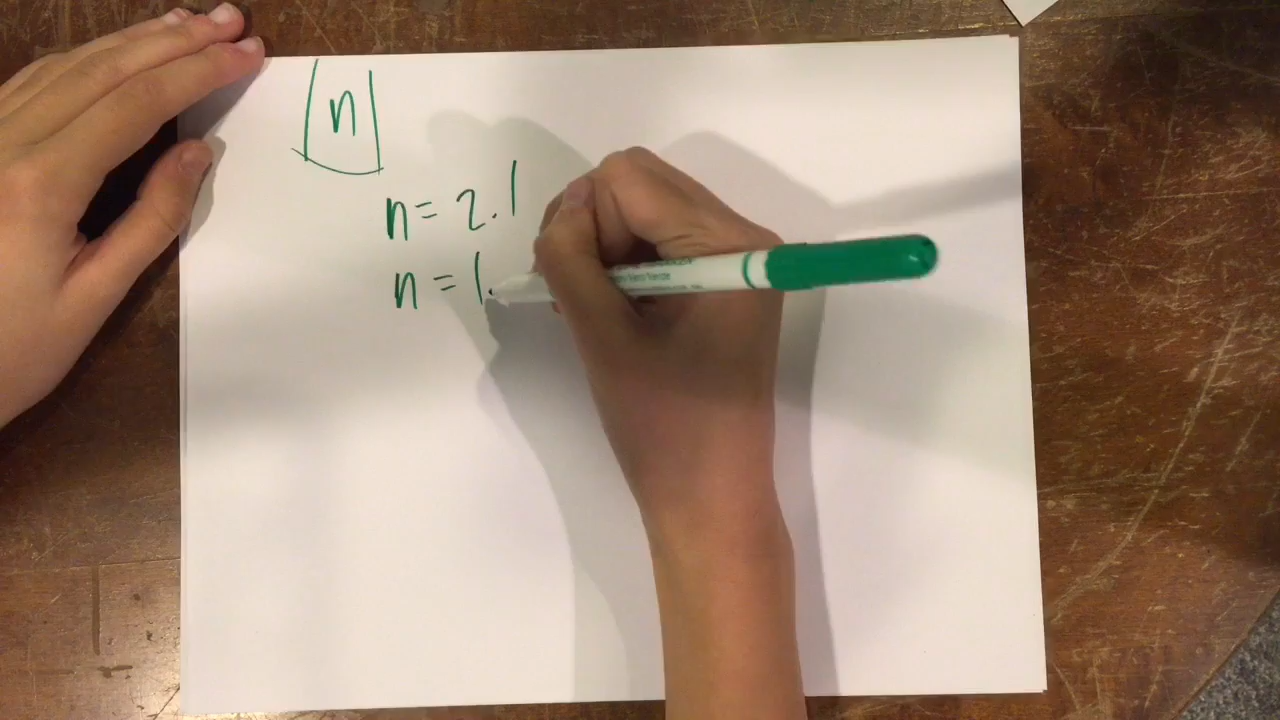 |n|
n = 2.1
n = 1.